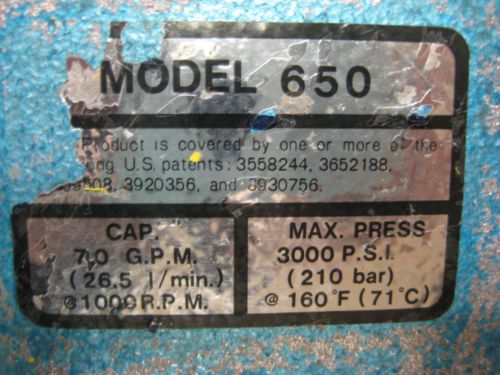 MODEL 650
Product is covered by one or more of the
ing U.S. patents: 3558244, 3652188,
008, 3920356, and 3930756.
CAP.
7.0 G.P.M.
(26.5 l/min.)
@ 1000 R.P.M.
MAX. PRESS
3000 P.S.I.
(210 bar)
@ 160°F (71°C)